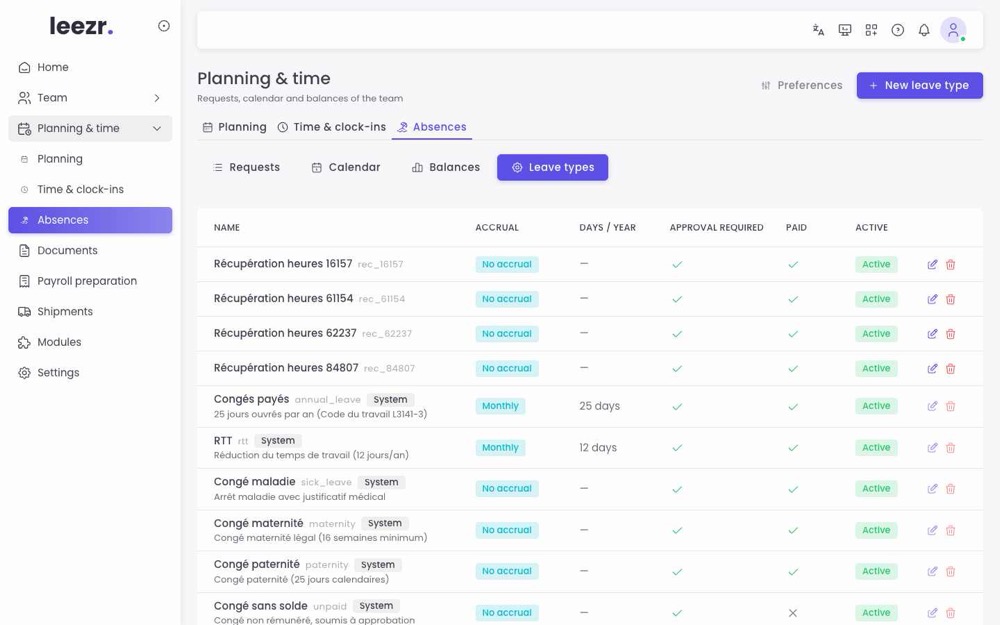 leezr.
Home
Team
Planning & time
Planning
Time & clock-ins
Absences
Documents
Payroll preparation
Shipments
Modules
Settings
Planning & time
Requests, calendar and balances of the team
Preferences
+ New leave type
Planning Time & clock-ins Absences
Requests Calendar Balances Leave types
NAME ACCRUAL DAYS / YEAR APPROVAL REQUIRED PAID ACTIVE
Récupération heures 16157 rec_16157 No accrual — Active
Récupération heures 61154 rec_61154 No accrual — Active
Récupération heures 62237 rec_62237 No accrual — Active
Récupération heures 84807 rec_84807 No accrual — Active
Congés payés annual_leave System Monthly 25 days Active
25 jours ouvrés par an (Code du travail L3141-3)
RTT rtt System Monthly 12 days Active
Réduction du temps de travail (12 jours/an)
Congé maladie sick_leave System No accrual — Active
Arrêt maladie avec justificatif médical
Congé maternité maternity System No accrual — Active
Congé maternité légal (16 semaines minimum)
Congé paternité paternity System No accrual — Active
Congé paternité (25 jours calendaires)
Congé sans solde unpaid System No accrual — Active
Congé non rémunéré, soumis à approbation